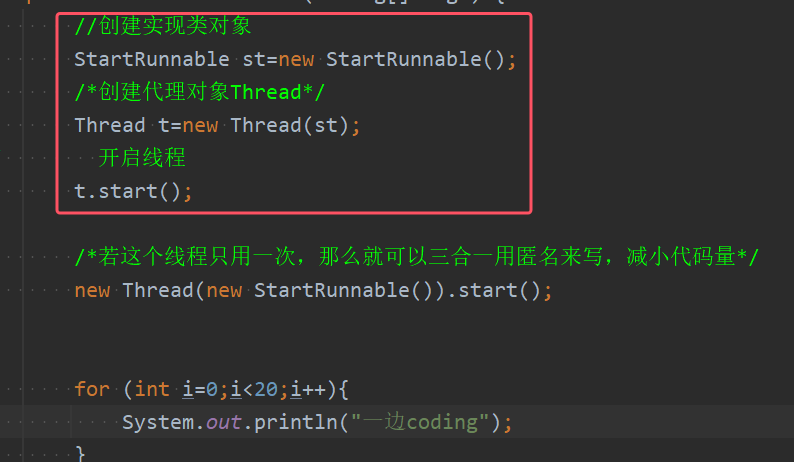 //创建实现类对象
StartRunnable st=new StartRunnable();
/*创建代理对象Thread*/
Thread t=new Thread(st);
开启线程
t.start();
/*若这个线程只用一次，那么就可以三合一用匿名来写，减小代码量*/
new Thread(new StartRunnable()).start();
for (int i=0;i<20;i++){
System.out.println("一边coding");
}